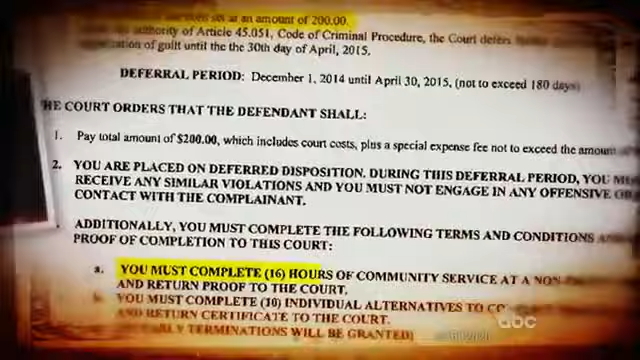 set at an amount of 200.00.
authority of Article 45.051, Code of Criminal Procedure, the Court defers
of guilt until the 30th day of April, 2015.
DEFERRAL PERIOD: December 1, 2014 until April 30, 2015, (not to exceed 180 days)
HE COURT ORDERS THAT THE DEFENDANT SHALL:
1. Pay total amount of $200.00, which includes court costs, plus a special expense fee not to exceed the amount
2. YOU ARE PLACED ON DEFERRED DISPOSITION. DURING THIS DEFERRAL PERIOD, YOU
RECEIVE ANY SIMILAR VIOLATIONS AND YOU MUST NOT ENGAGE IN ANY OFFENSIVE
CONTACT WITH THE COMPLAINANT.
ADDITIONALLY, YOU MUST COMPLETE THE FOLLOWING TERMS AND CONDITIONS
PROOF OF COMPLETION TO THIS COURT:
a. YOU MUST COMPLETE (16) HOURS OF COMMUNITY SERVICE AT A NON
AND RETURN PROOF TO THE COURT.
YOU MUST COMPLETE (10) INDIVIDUAL ALTERNATIVES TO
AND RETURN CERTIFICATE TO THE COURT.
TERMINATIONS WILL BE GRANTED)
abc